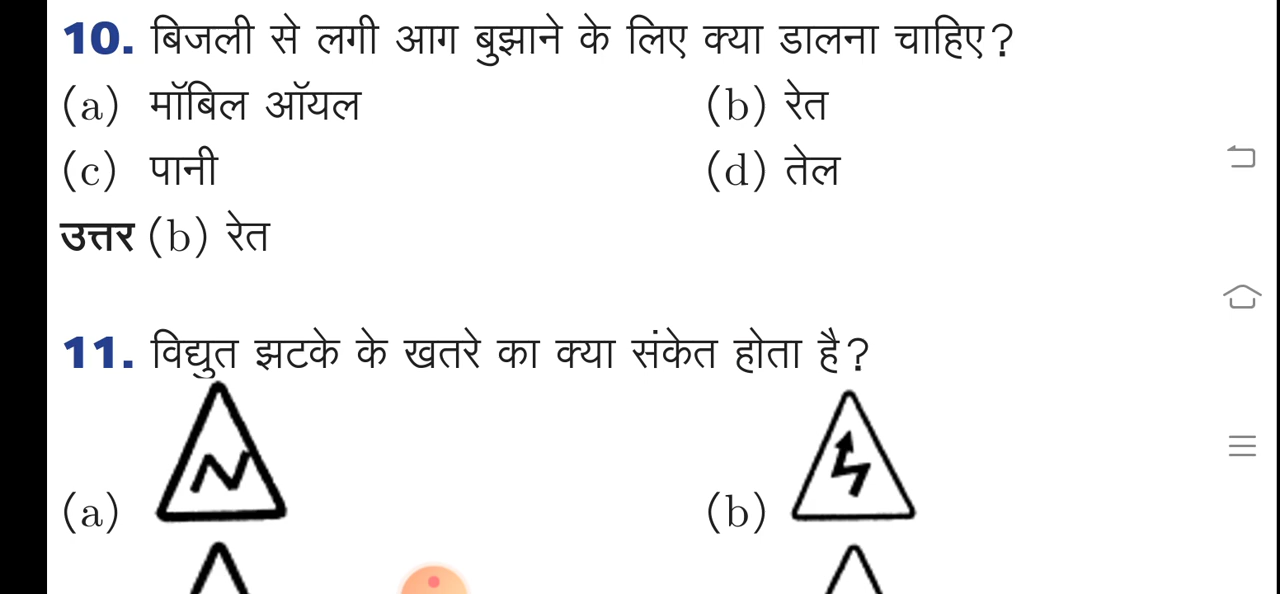 10. बिजली से लगी आग बुझाने के लिए क्या डालना चाहिए?
(a) मॉबिल ऑयल (b) रेत
(c) पानी (d) तेल
उत्तर (b) रेत
11. विद्युत झटके के खतरे का क्या संकेत होता है?
(a) (b)